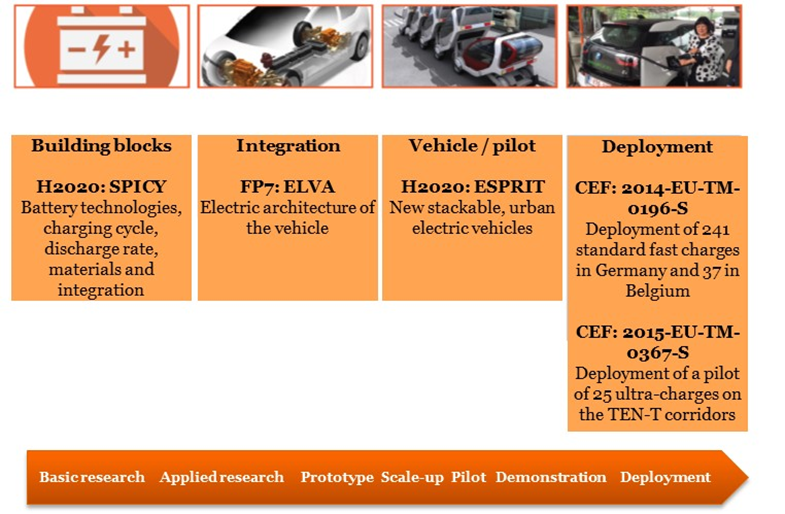 Building blocks
H2020: SPICY
Battery technologies,
charging cycle,
discharge rate,
materials and
integration
Integration
FP7: ELVA
Electric architecture of
the vehicle
Vehicle / pilot
H2020: ESPRIT
New stackable, urban
electric vehicles
Deployment
CEF: 2014-EU-TM-
0196-S
Deployment of 241
standard fast charges
in Germany and 37 in
Belgium
CEF: 2015-EU-TM-
0367-S
Deployment of a pilot
of 25 ultra-charges on
the TEN-T corridors
Basic research Applied research Prototype Scale-up Pilot Demonstration Deployment